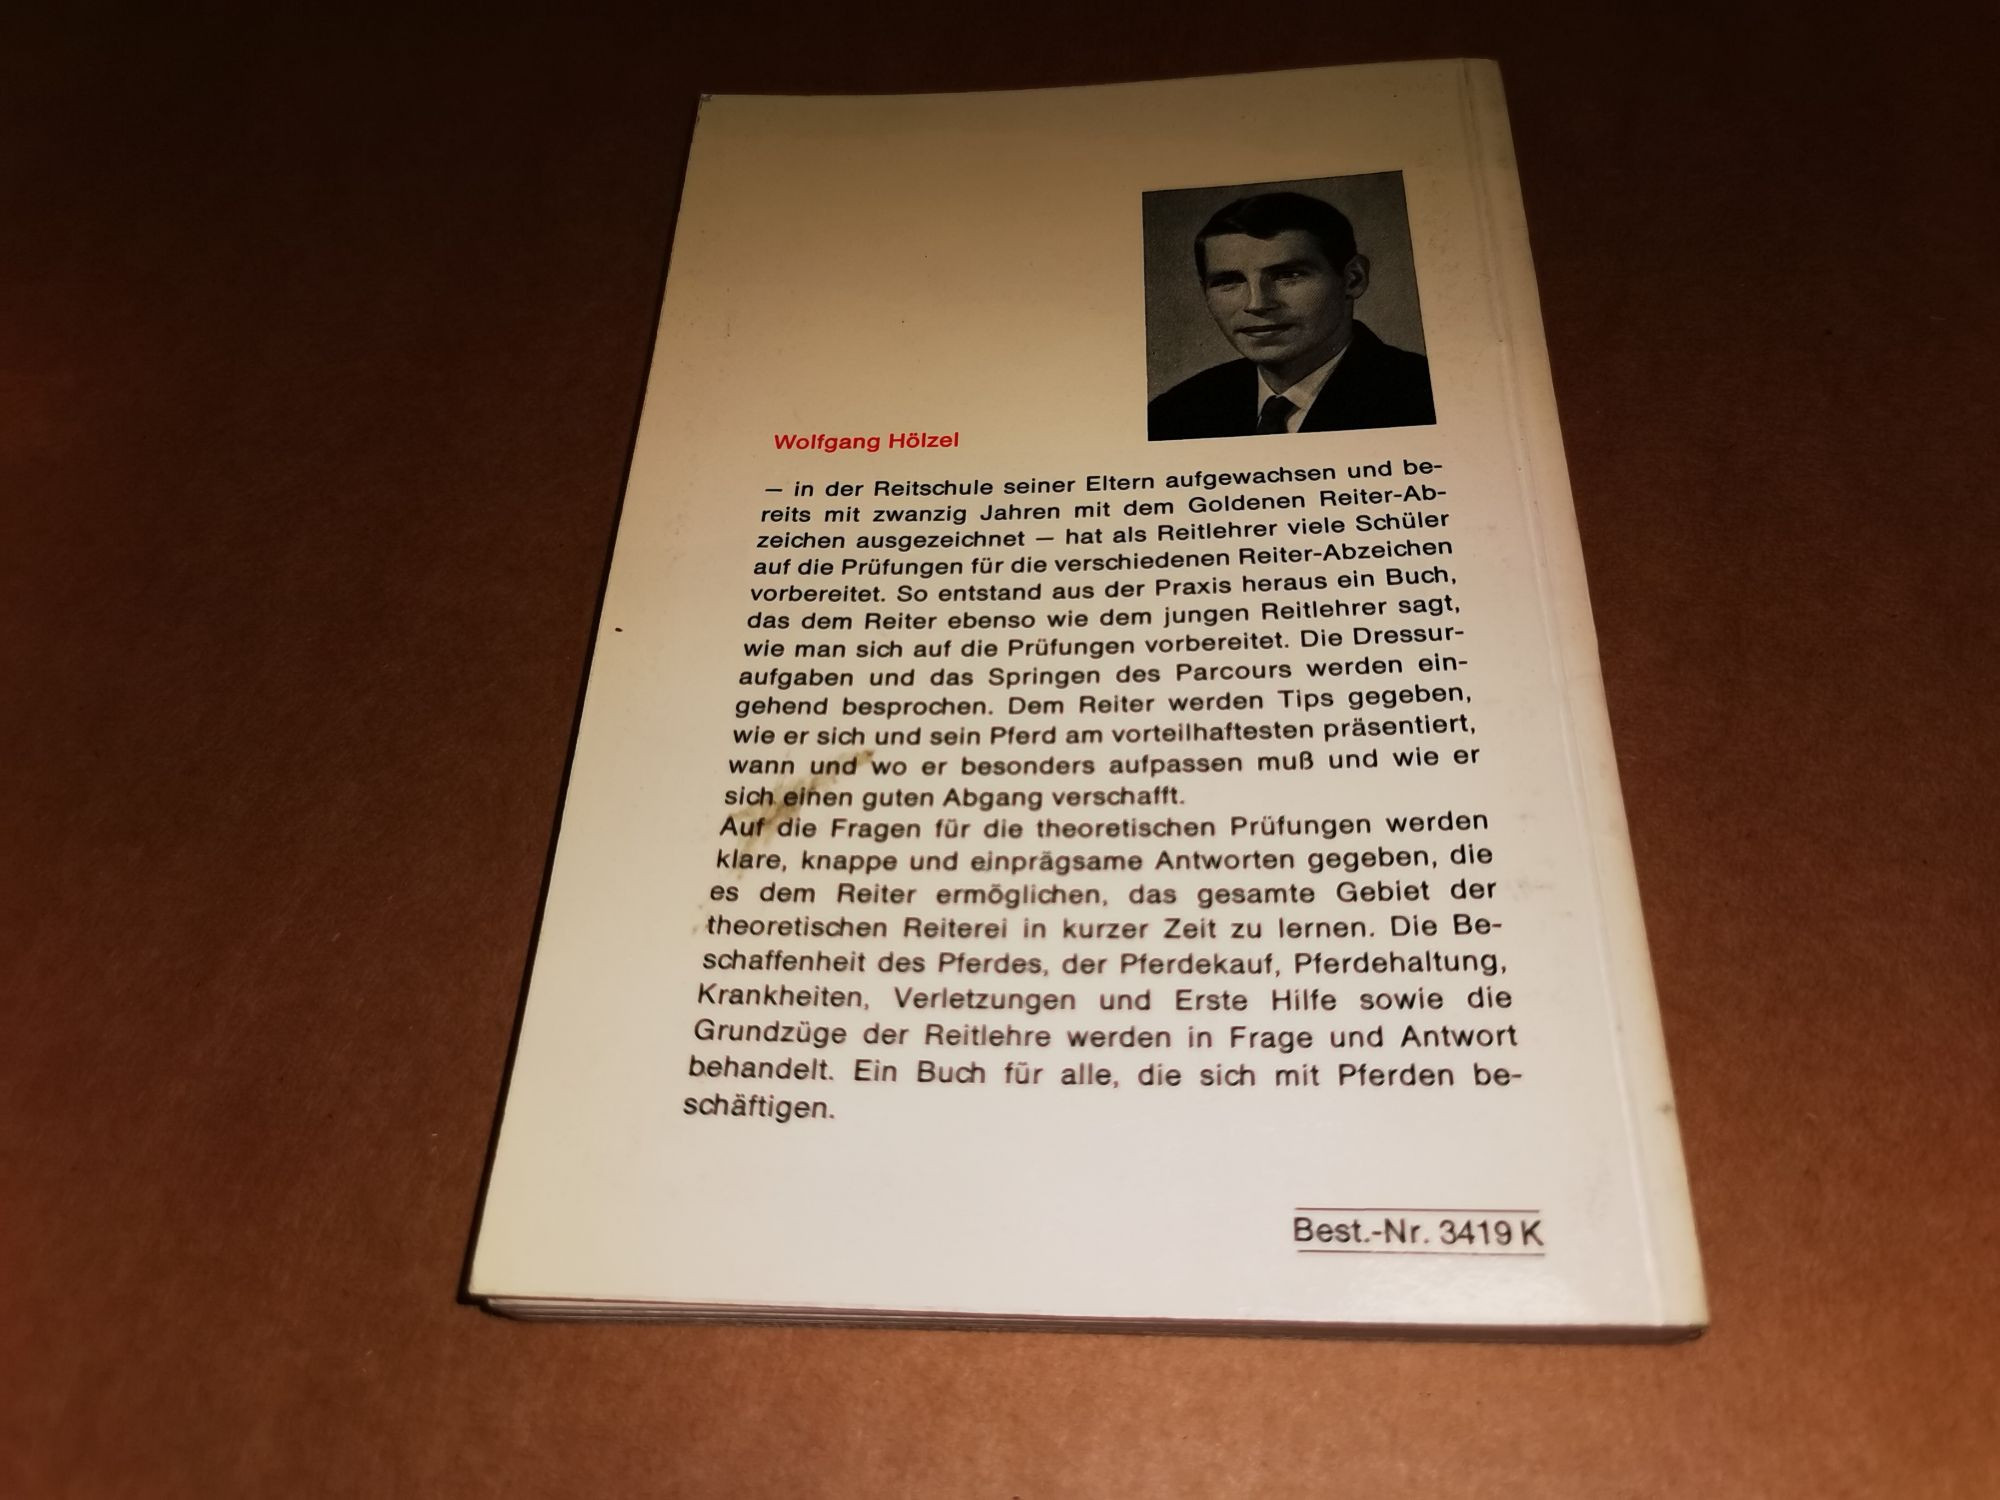 Wolfgang Hölzel
— in der Reitschule seiner Eltern aufgewachsen und be-
reits mit zwanzig Jahren mit dem Goldenen Reiter-Ab-
zeichen ausgezeichnet — hat als Reitlehrer viele Schüler
auf die Prüfungen für die verschiedenen Reiter-Abzeichen
vorbereitet. So entstand aus der Praxis heraus ein Buch,
das dem Reiter ebenso wie dem jungen Reitlehrer sagt,
wie man sich auf die Prüfungen vorbereitet. Die Dressur-
aufgaben und das Springen des Parcours werden ein-
gehend besprochen. Dem Reiter werden Tips gegeben,
wie er sich und sein Pferd am vorteilhaftesten präsentiert,
wann und wo er besonders aufpassen muß und wie er
sich einen guten Abgang verschafft.
Auf die Fragen für die theoretischen Prüfungen werden
klare, knappe und einprägsame Antworten gegeben, die
es dem Reiter ermöglichen, das gesamte Gebiet der
theoretischen Reiterei in kurzer Zeit zu lernen. Die Be-
schaffenheit des Pferdes, der Pferdekauf, Pferdehaltung,
Krankheiten, Verletzungen und Erste Hilfe sowie die
Grundzüge der Reitlehre werden in Frage und Antwort
behandelt. Ein Buch für alle, die sich mit Pferden be-
schäftigen.
Best.-Nr. 3419 K